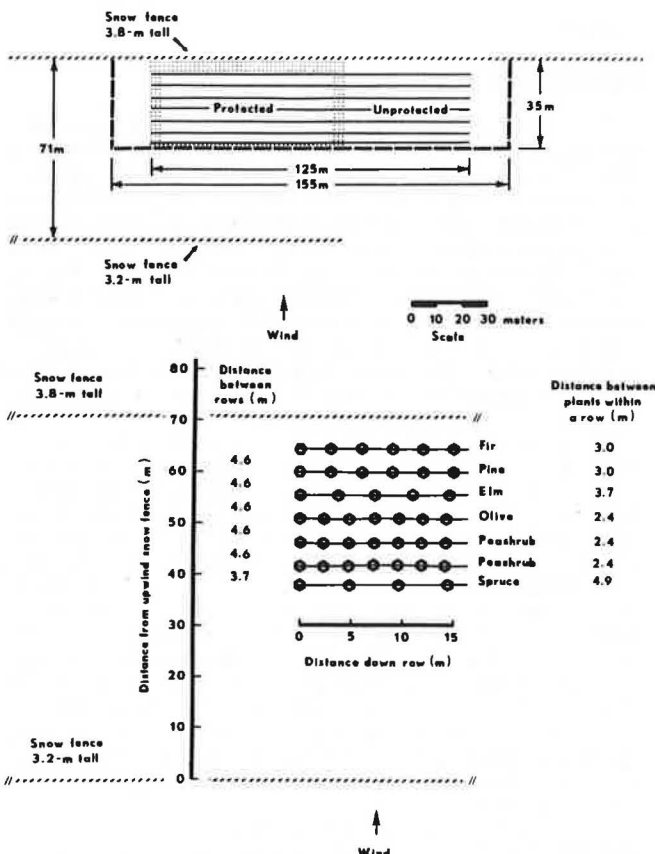 Snow fence
3.8-m tall
Protected
Unprotected
35m
71m
125m
155m
Snow fence
3.2-m tall
Wind
0 10 20 30 meters
Scale
Distance
between
rows (m)
Distance between
plants within
a row (m)
Snow fence
3.8-m tall
Distance from upwind snow fence (m)
80
70
60
50
40
30
20
10
0
4.6
4.6
4.6
4.6
4.6
3.7
Fir 3.0
Pine 3.0
Elm 3.7
Olive 2.4
Peashrub 2.4
Peashrub 2.4
Spruce 4.9
0 5 10 15
Distance down row (m)
Snow fence
3.2-m tall
Wind